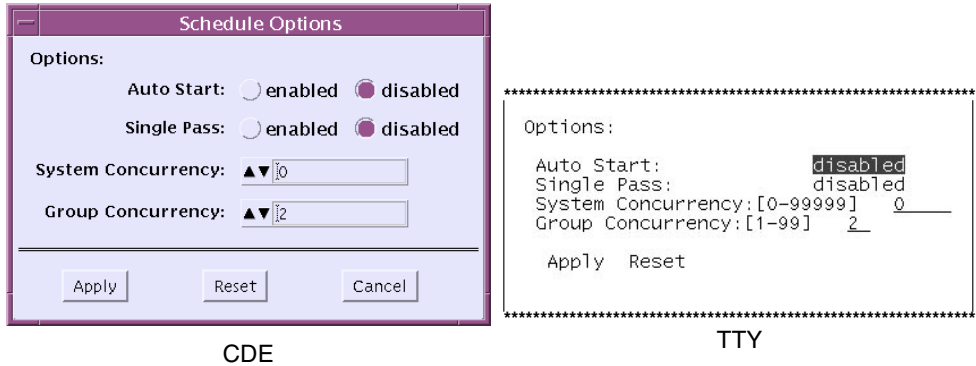 Schedule Options
Options:
Auto Start: enabled disabled
Single Pass: enabled disabled
System Concurrency: 0
Group Concurrency: 2
Apply Reset Cancel
CDE
Options:
Auto Start: disabled
Single Pass: disabled
System Concurrency:[0-99999] 0
Group Concurrency:[1-99] 2
Apply Reset
TTY